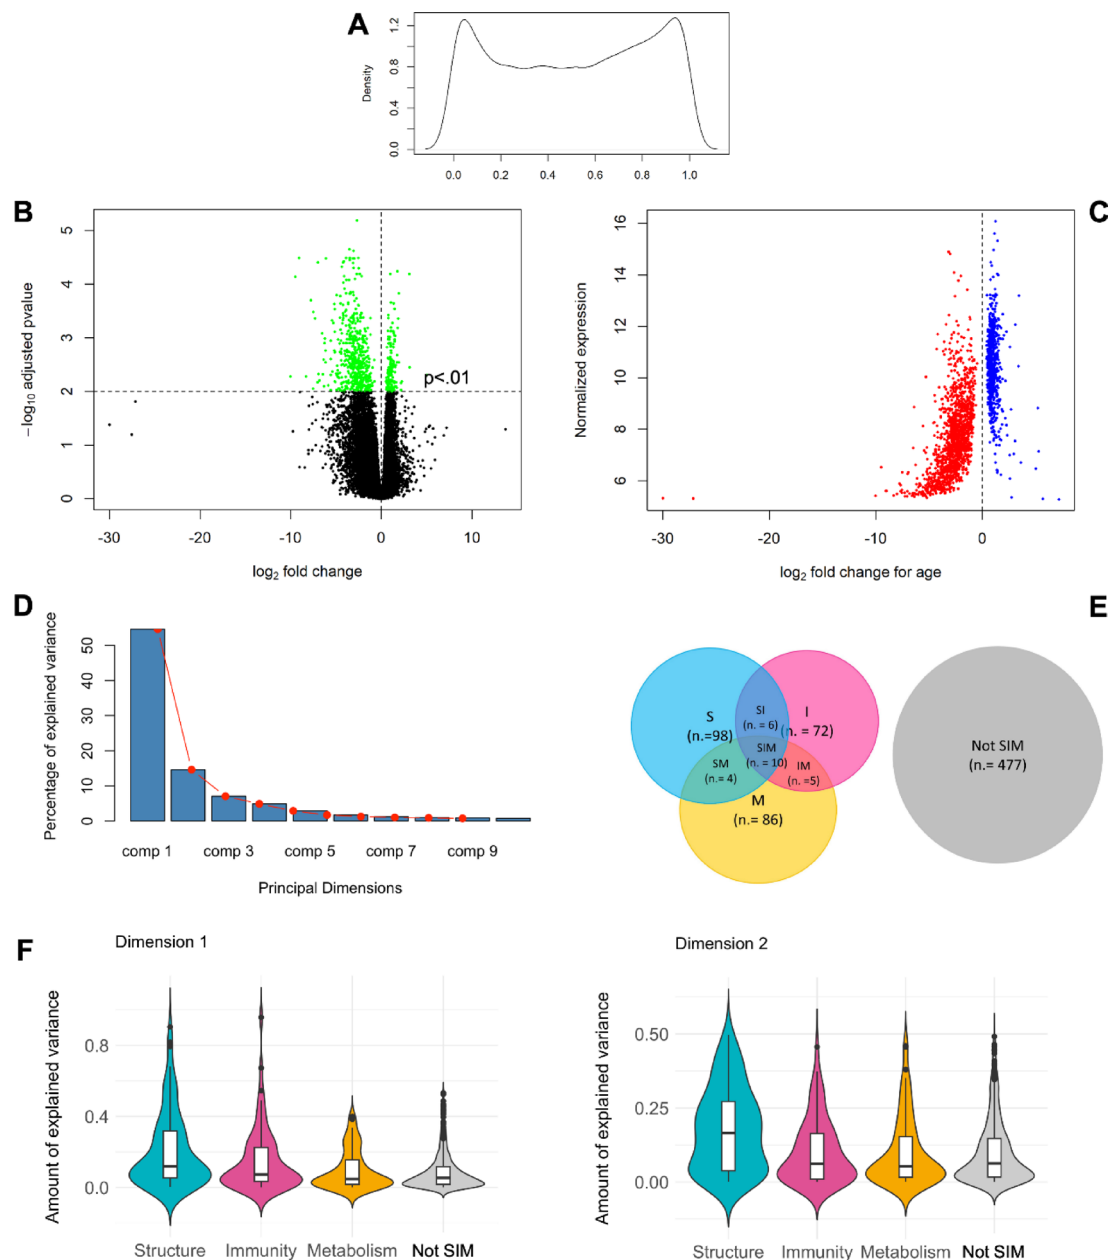 A
Density
1.2
0.8
0.4
0.0
0.0 0.2 0.4 0.6 0.8 1.0
B
−log10 adjusted pvalue
5
4
3
2
1
0
p<.01
-30 -20 -10 0 10
log2 fold change
C
Normalized expression
16
14
12
10
8
6
-30 -20 -10 0
log2 fold change for age
D
Percentage of explained variance
50
40
30
20
10
0
comp 1 comp 3 comp 5 comp 7 comp 9
Principal Dimensions
E
S
(n.=98)
SI
(n. = 6)
I
(n. = 72)
SIM
(n. = 10)
SM
(n.= 4)
IM
(n. =5)
M
(n.= 86)
Not SIM
(n.= 477)
F
Dimension 1
Amount of explained variance
0.8
0.4
0.0
Structure Immunity Metabolism Not SIM
Dimension 2
Amount of explained variance
0.50
0.25
0.00
Structure Immunity Metabolism Not SIM